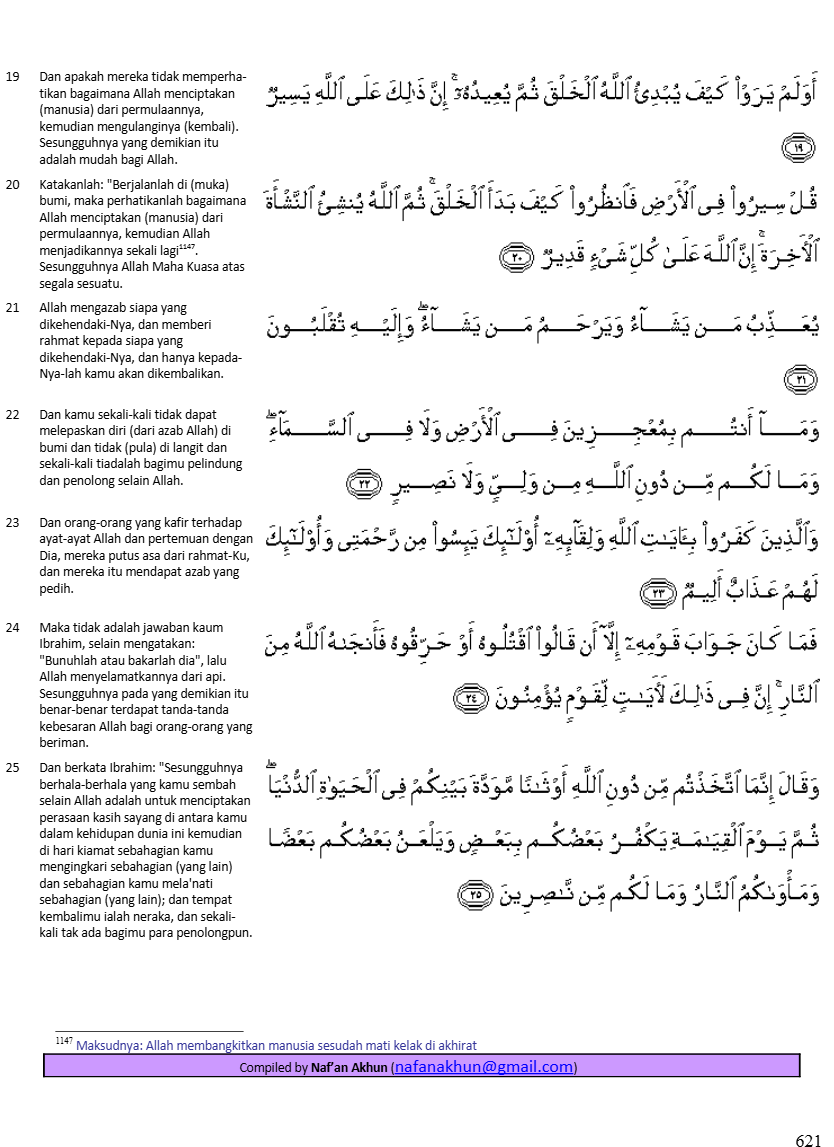 19 Dan apakah mereka tidak memperha-
tikan bagaimana Allah menciptakan
(manusia) dari permulaannya,
kemudian mengulanginya (kembali).
Sesungguhnya yang demikian itu
adalah mudah bagi Allah.
أَوَلَمْ يَرَوْا۟ كَيْفَ يُبْدِئُ ٱللَّهُ ٱلْخَلْقَ ثُمَّ يُعِيدُهُۥٓ ۚ إِنَّ ذَٰلِكَ عَلَى ٱللَّهِ يَسِيرٌ
١٩
20 Katakanlah: "Berjalanlah di (muka)
bumi, maka perhatikanlah bagaimana
Allah menciptakan (manusia) dari
permulaannya, kemudian Allah
menjadikannya sekali lagi1147.
Sesungguhnya Allah Maha Kuasa atas
segala sesuatu.
قُلْ سِيرُوا۟ فِى ٱلْأَرْضِ فَٱنظُرُوا۟ كَيْفَ بَدَأَ ٱلْخَلْقَ ۚ ثُمَّ ٱللَّهُ يُنشِئُ ٱلنَّشْأَةَ
ٱلْأَخِرَةَ ۚ إِنَّ ٱللَّهَ عَلَىٰ كُلِّ شَىْءٍ قَدِيرٌ ٢٠
21 Allah mengazab siapa yang
dikehendaki-Nya, dan memberi
rahmat kepada siapa yang
dikehendaki-Nya, dan hanya kepada-
Nya-lah kamu akan dikembalikan.
يُعَذِّبُ مَن يَشَآءُ وَيَرْحَمُ مَن يَشَآءُ ۖ وَإِلَيْهِ تُقْلَبُونَ
٢١
22 Dan kamu sekali-kali tidak dapat
melepaskan diri (dari azab Allah) di
bumi dan tidak (pula) di langit dan
sekali-kali tiadalah bagimu pelindung
dan penolong selain Allah.
وَمَآ أَنتُم بِمُعْجِزِينَ فِى ٱلْأَرْضِ وَلَا فِى ٱلسَّمَآءِ ۖ
وَمَا لَكُم مِّن دُونِ ٱللَّهِ مِن وَلِىٍّ وَلَا نَصِيرٍ ٢٢
23 Dan orang-orang yang kafir terhadap
ayat-ayat Allah dan pertemuan dengan
Dia, mereka putus asa dari rahmat-Ku,
dan mereka itu mendapat azab yang
pedih.
وَٱلَّذِينَ كَفَرُوا۟ بِـَٔايَـٰتِ ٱللَّهِ وَلِقَآئِهِۦٓ أُو۟لَـٰٓئِكَ يَئِسُوا۟ مِن رَّحْمَتِى وَأُو۟لَـٰٓئِكَ
لَهُمْ عَذَابٌ أَلِيمٌ ٢٣
24 Maka tidak adalah jawaban kaum
Ibrahim, selain mengatakan:
"Bunuhlah atau bakarlah dia", lalu
Allah menyelamatkannya dari api.
Sesungguhnya pada yang demikian itu
benar-benar terdapat tanda-tanda
kebesaran Allah bagi orang-orang yang
beriman.
فَمَا كَانَ جَوَابَ قَوْمِهِۦٓ إِلَّآ أَن قَالُوا۟ ٱقْتُلُوهُ أَوْ حَرِّقُوهُ فَأَنجَىٰهُ ٱللَّهُ مِنَ
ٱلنَّارِ ۚ إِنَّ فِى ذَٰلِكَ لَأَيَـٰتٍ لِّقَوْمٍ يُؤْمِنُونَ ٢٤
25 Dan berkata Ibrahim: "Sesungguhnya
berhala-berhala yang kamu sembah
selain Allah adalah untuk menciptakan
perasaan kasih sayang di antara kamu
dalam kehidupan dunia ini kemudian
di hari kiamat sebahagian kamu
mengingkari sebahagian (yang lain)
dan sebahagian kamu mela'nati
sebahagian (yang lain); dan tempat
kembalimu ialah neraka, dan sekali-
kali tak ada bagimu para penolongpun.
وَقَالَ إِنَّمَا ٱتَّخَذْتُم مِّن دُونِ ٱللَّهِ أَوْثَـٰنًا مَّوَدَّةَ بَيْنِكُمْ فِى ٱلْحَيَوٰةِ ٱلدُّنْيَا ۖ
ثُمَّ يَوْمَ ٱلْقِيَـٰمَةِ يَكْفُرُ بَعْضُكُم بِبَعْضٍ وَيَلْعَنُ بَعْضُكُم بَعْضًا
وَمَأْوَىٰكُمُ ٱلنَّارُ وَمَا لَكُم مِّن نَّـٰصِرِينَ ٢٥
1147 Maksudnya: Allah membangkitkan manusia sesudah mati kelak di akhirat
Compiled by Naf'an Akhun (nafanakhun@gmail.com)
621